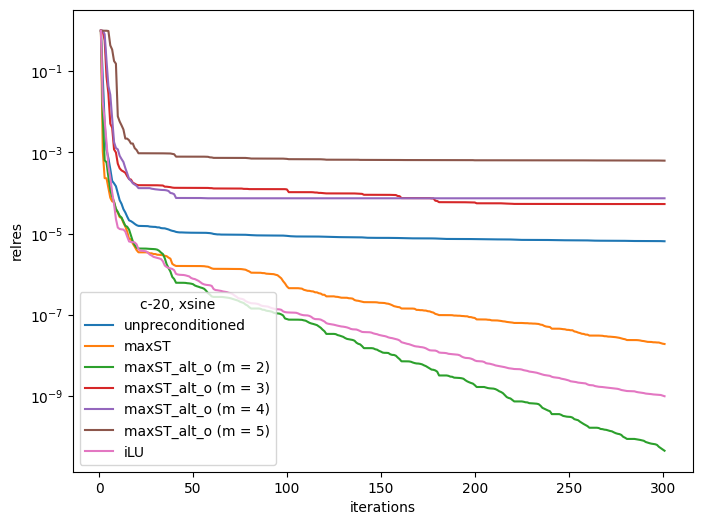 relres
10⁻¹
10⁻³
10⁻⁵
10⁻⁷
10⁻⁹
c-20, xsine
unpreconditioned
maxST
maxST_alt_o (m = 2)
maxST_alt_o (m = 3)
maxST_alt_o (m = 4)
maxST_alt_o (m = 5)
iLU
0 50 100 150 200 250 300
iterations